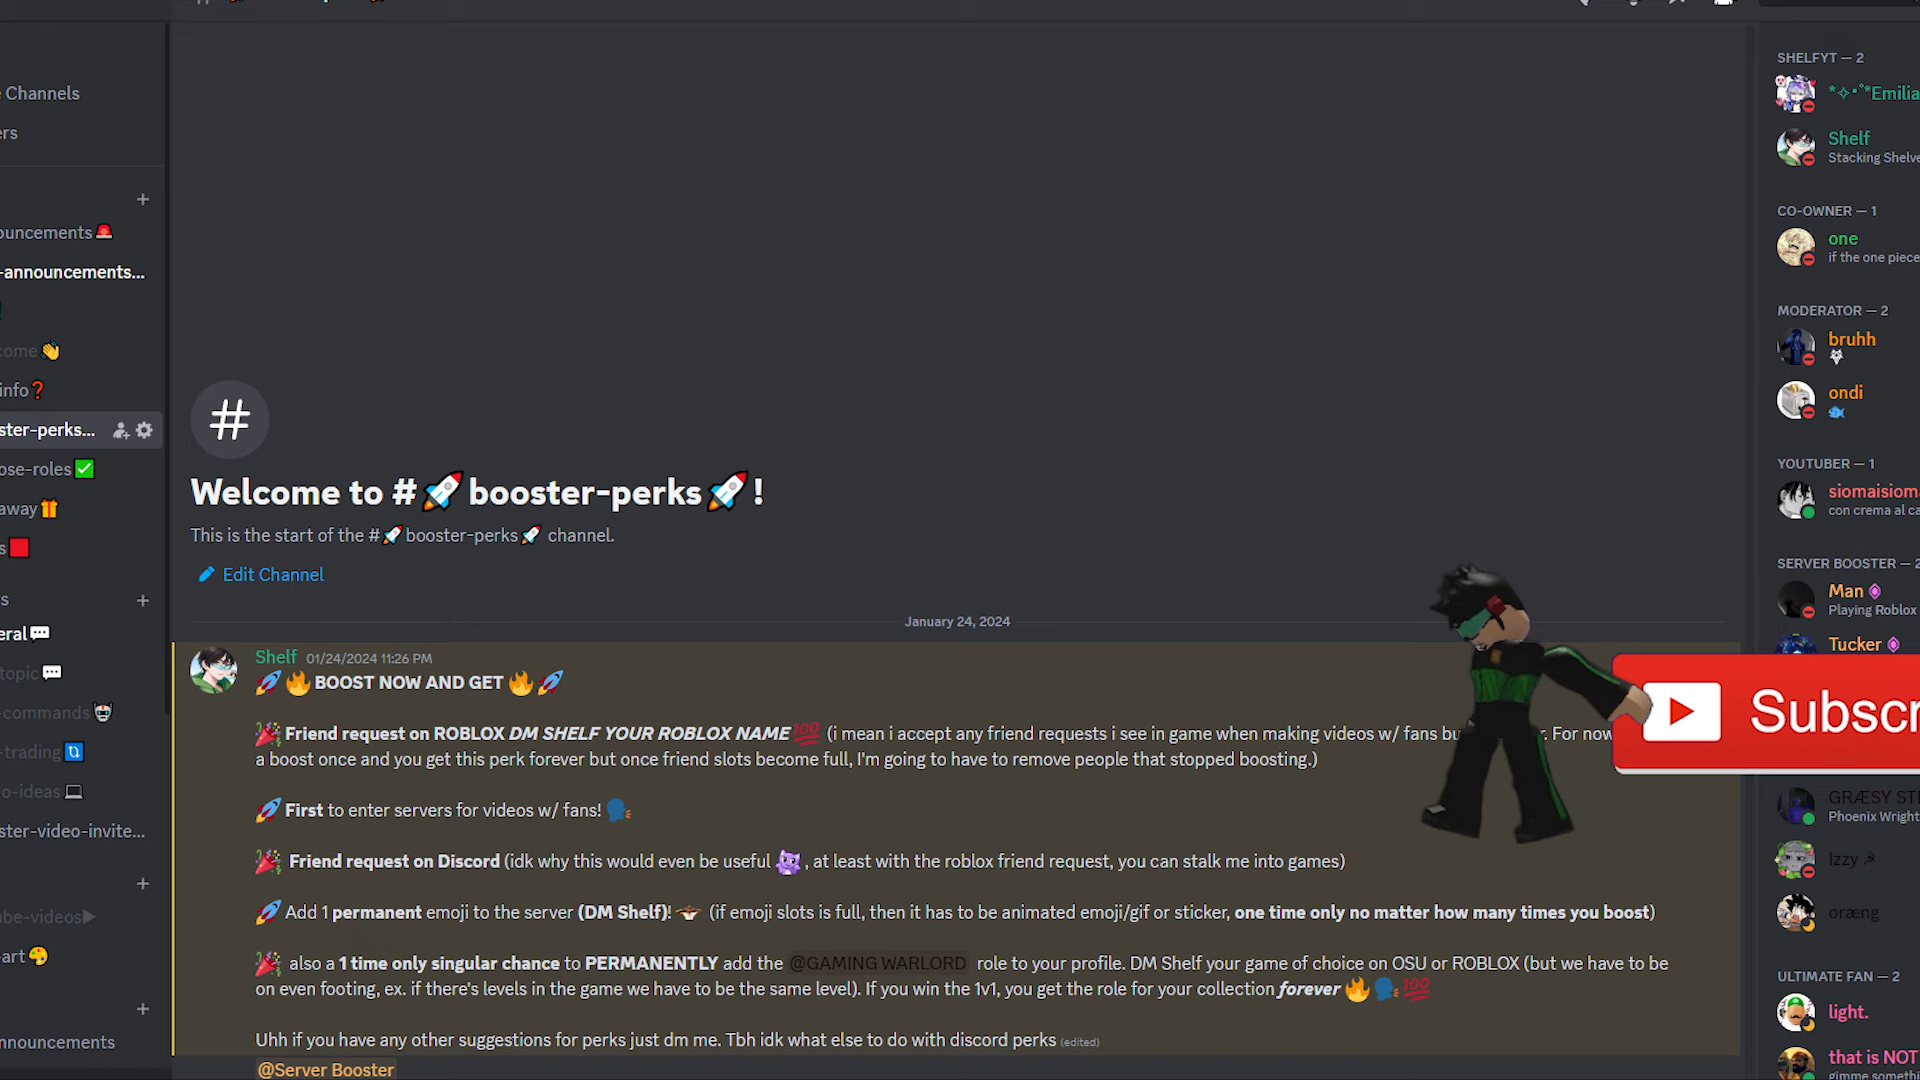 Channels
ers
ouncements🚨
-announcements...
come 👋
info❓
ster-perks...
ose-roles ✅
away 🎁
s 🟥
s
eral 💬
topic 💬
-commands 🤖
-trading 🔃
o-ideas 💻
ster-video-invite...
be-videos▶
-art 🎨
nnouncements
Welcome to #🚀booster-perks🚀!
This is the start of the #🚀booster-perks🚀 channel.
Edit Channel
January 24, 2024
Shelf 01/24/2024 11:26 PM
🚀🔥BOOST NOW AND GET🔥🚀
🎉Friend request on ROBLOX DM SHELF YOUR ROBLOX NAME💯 (i mean i accept any friend requests i see in game when making videos w/ fans bu r. For now
a boost once and you get this perk forever but once friend slots become full, I'm going to have to remove people that stopped boosting.)
🚀First to enter servers for videos w/ fans! 🗣️
🎉 Friend request on Discord (idk why this would even be useful , at least with the roblox friend request, you can stalk me into games)
🚀Add 1 permanent emoji to the server (DM Shelf)! (if emoji slots is full, then it has to be animated emoji/gif or sticker, one time only no matter how many times you boost)
🎉 also a 1 time only singular chance to PERMANENTLY add the @GAMING WARLORD role to your profile. DM Shelf your game of choice on OSU or ROBLOX (but we have to be
on even footing, ex. if there's levels in the game we have to be the same level). If you win the 1v1, you get the role for your collection forever 🔥🗣️💯
Uhh if you have any other suggestions for perks just dm me. Tbh idk what else to do with discord perks (edited)
@Server Booster
Subscr
SHELFYT — 2
*✧･ﾟ*Emilia
Shelf
Stacking Shelve
CO-OWNER — 1
one
if the one piece
MODERATOR — 2
bruhh
ondi
🐟
YOUTUBER — 1
siomaisioma
con crema al ca
SERVER BOOSTER — 2
Man
Playing Roblox
Tucker
GRÆSY STE
Phoenix Wright
Izzy
oræng
ULTIMATE FAN — 2
light.
that is NOT
gimme somethi